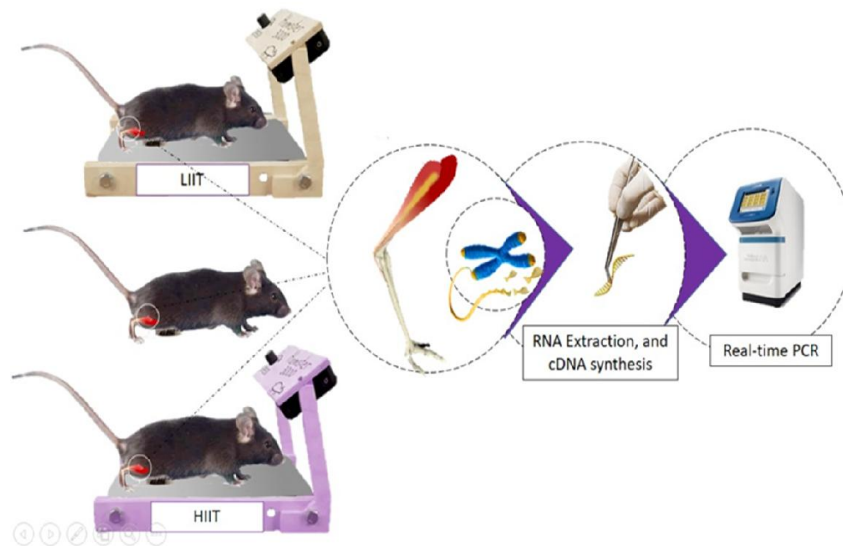 LIIT
HIIT
RNA Extraction, and
cDNA synthesis
Real-time PCR